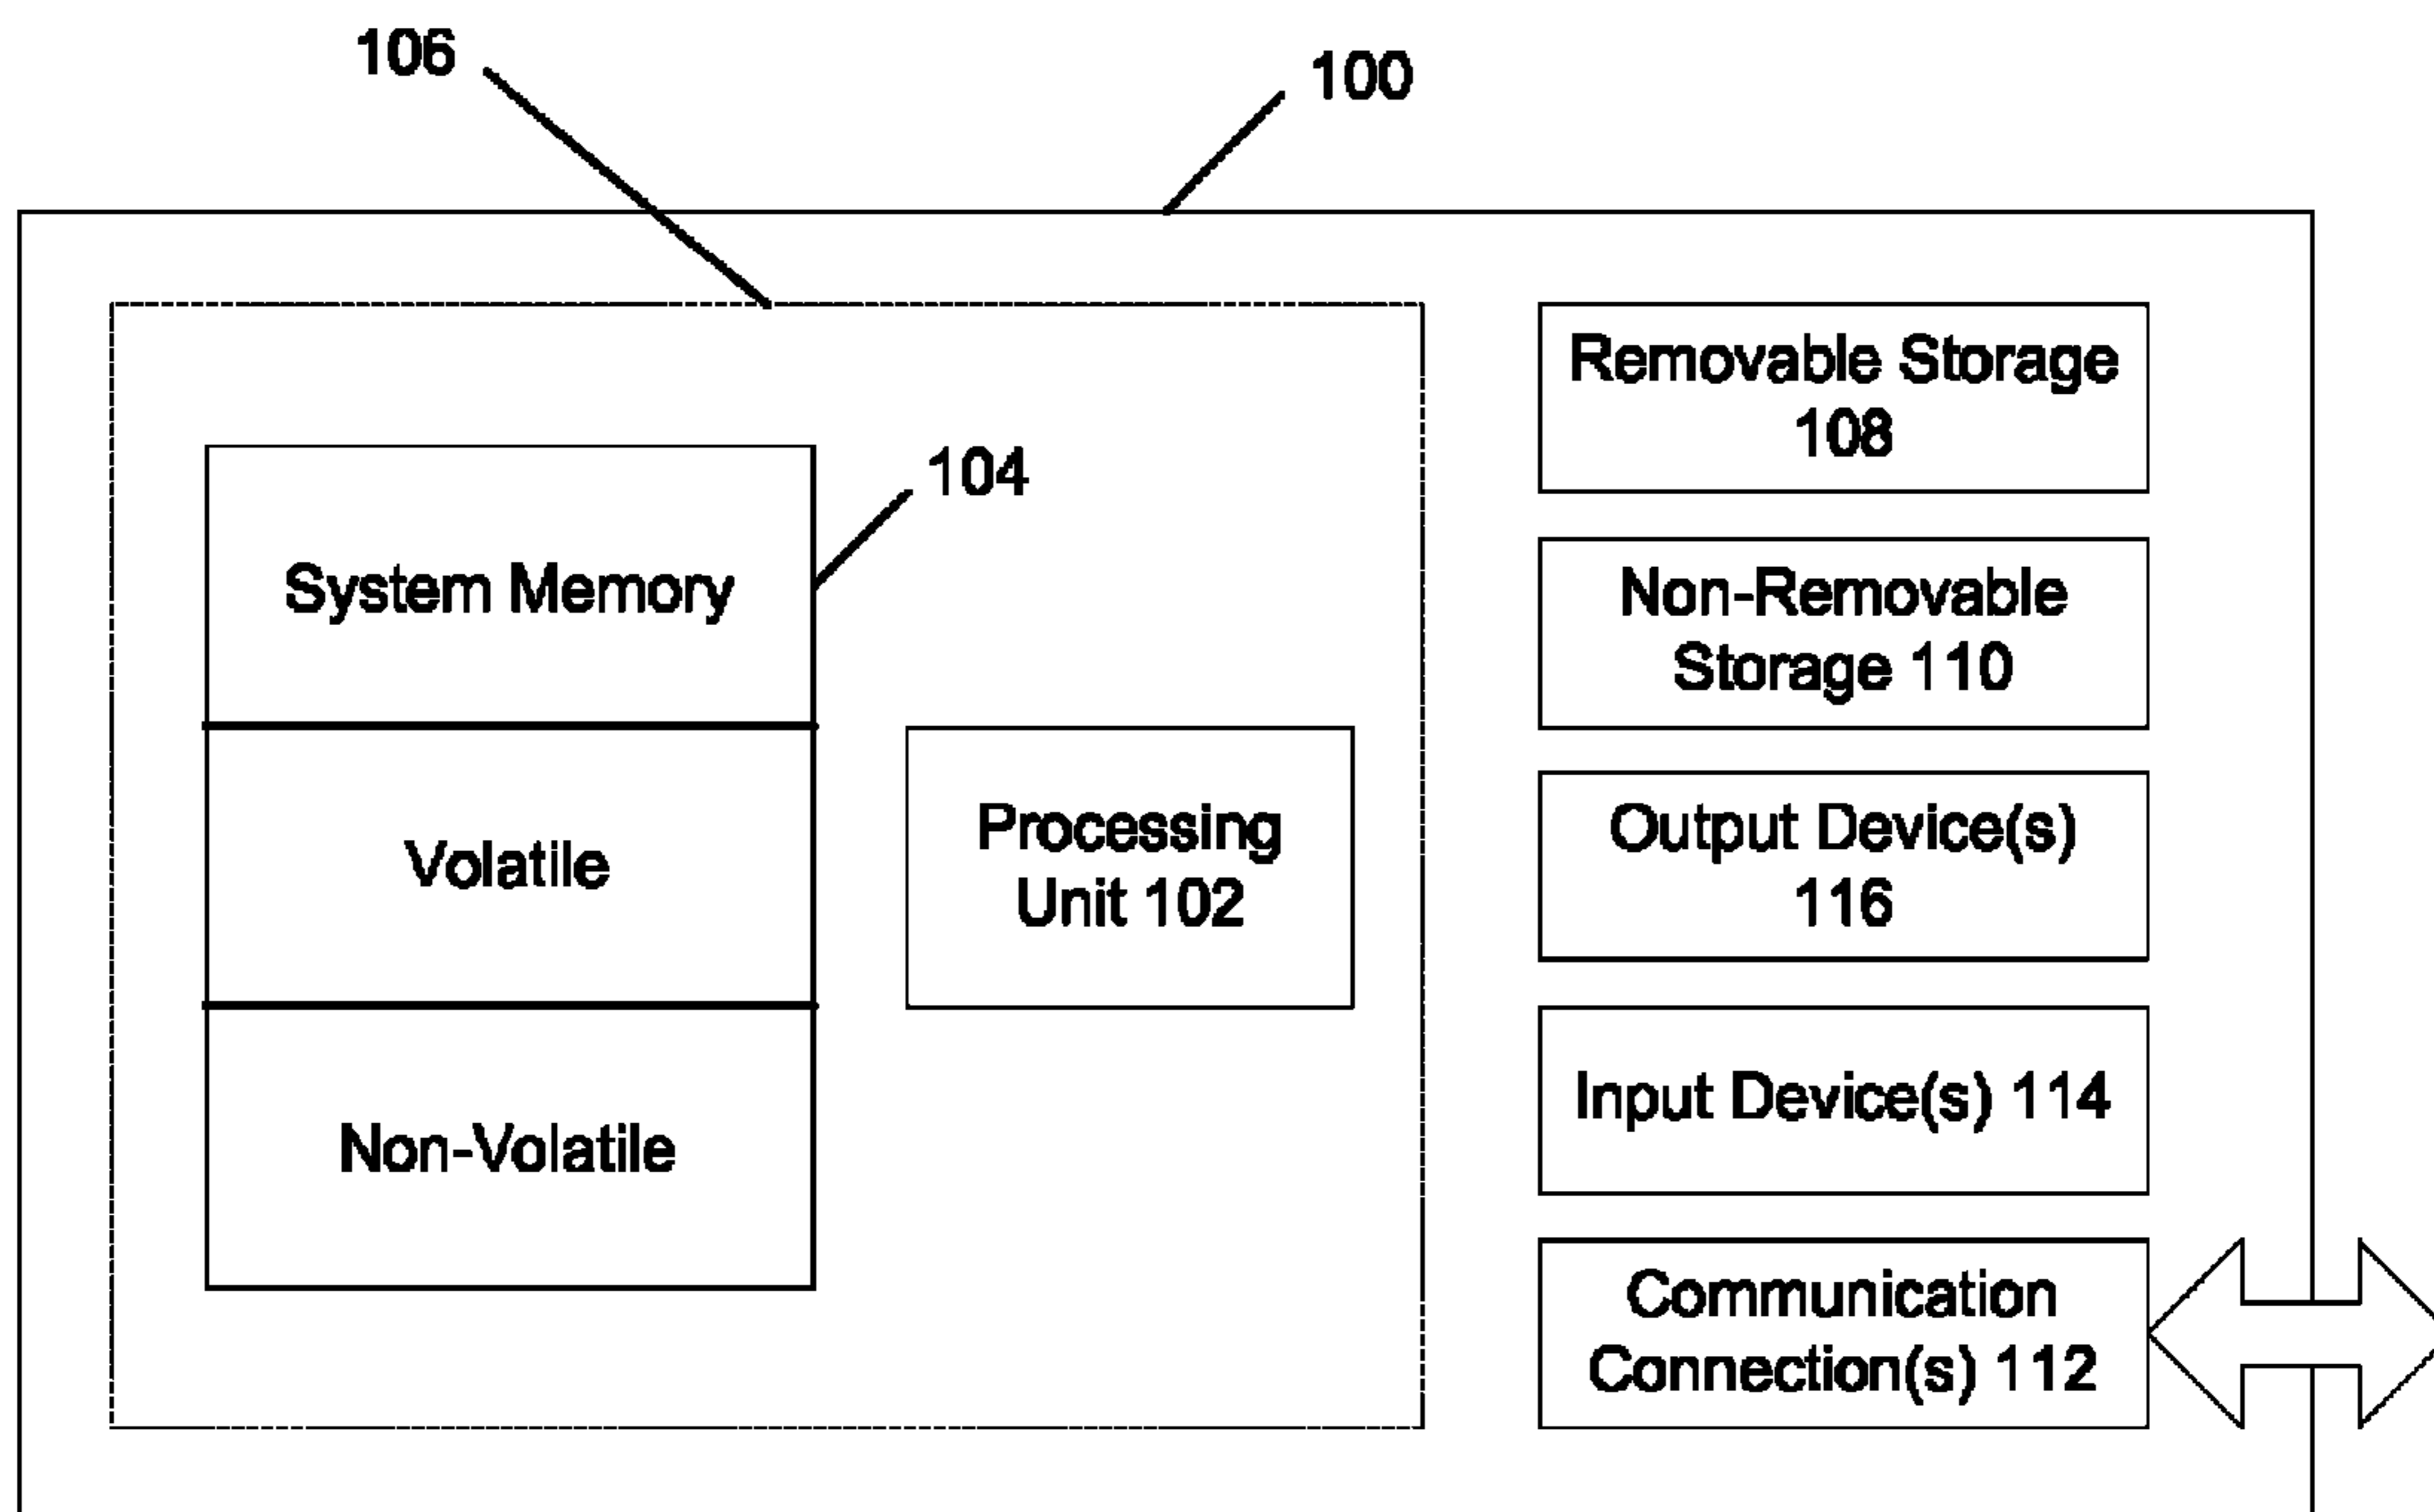 106
100
104
System Memory
Volatile
Non-Volatile
Processing
Unit 102
Removable Storage
108
Non-Removable
Storage 110
Output Device(s)
116
Input Device(s) 114
Communication
Connection(s) 112